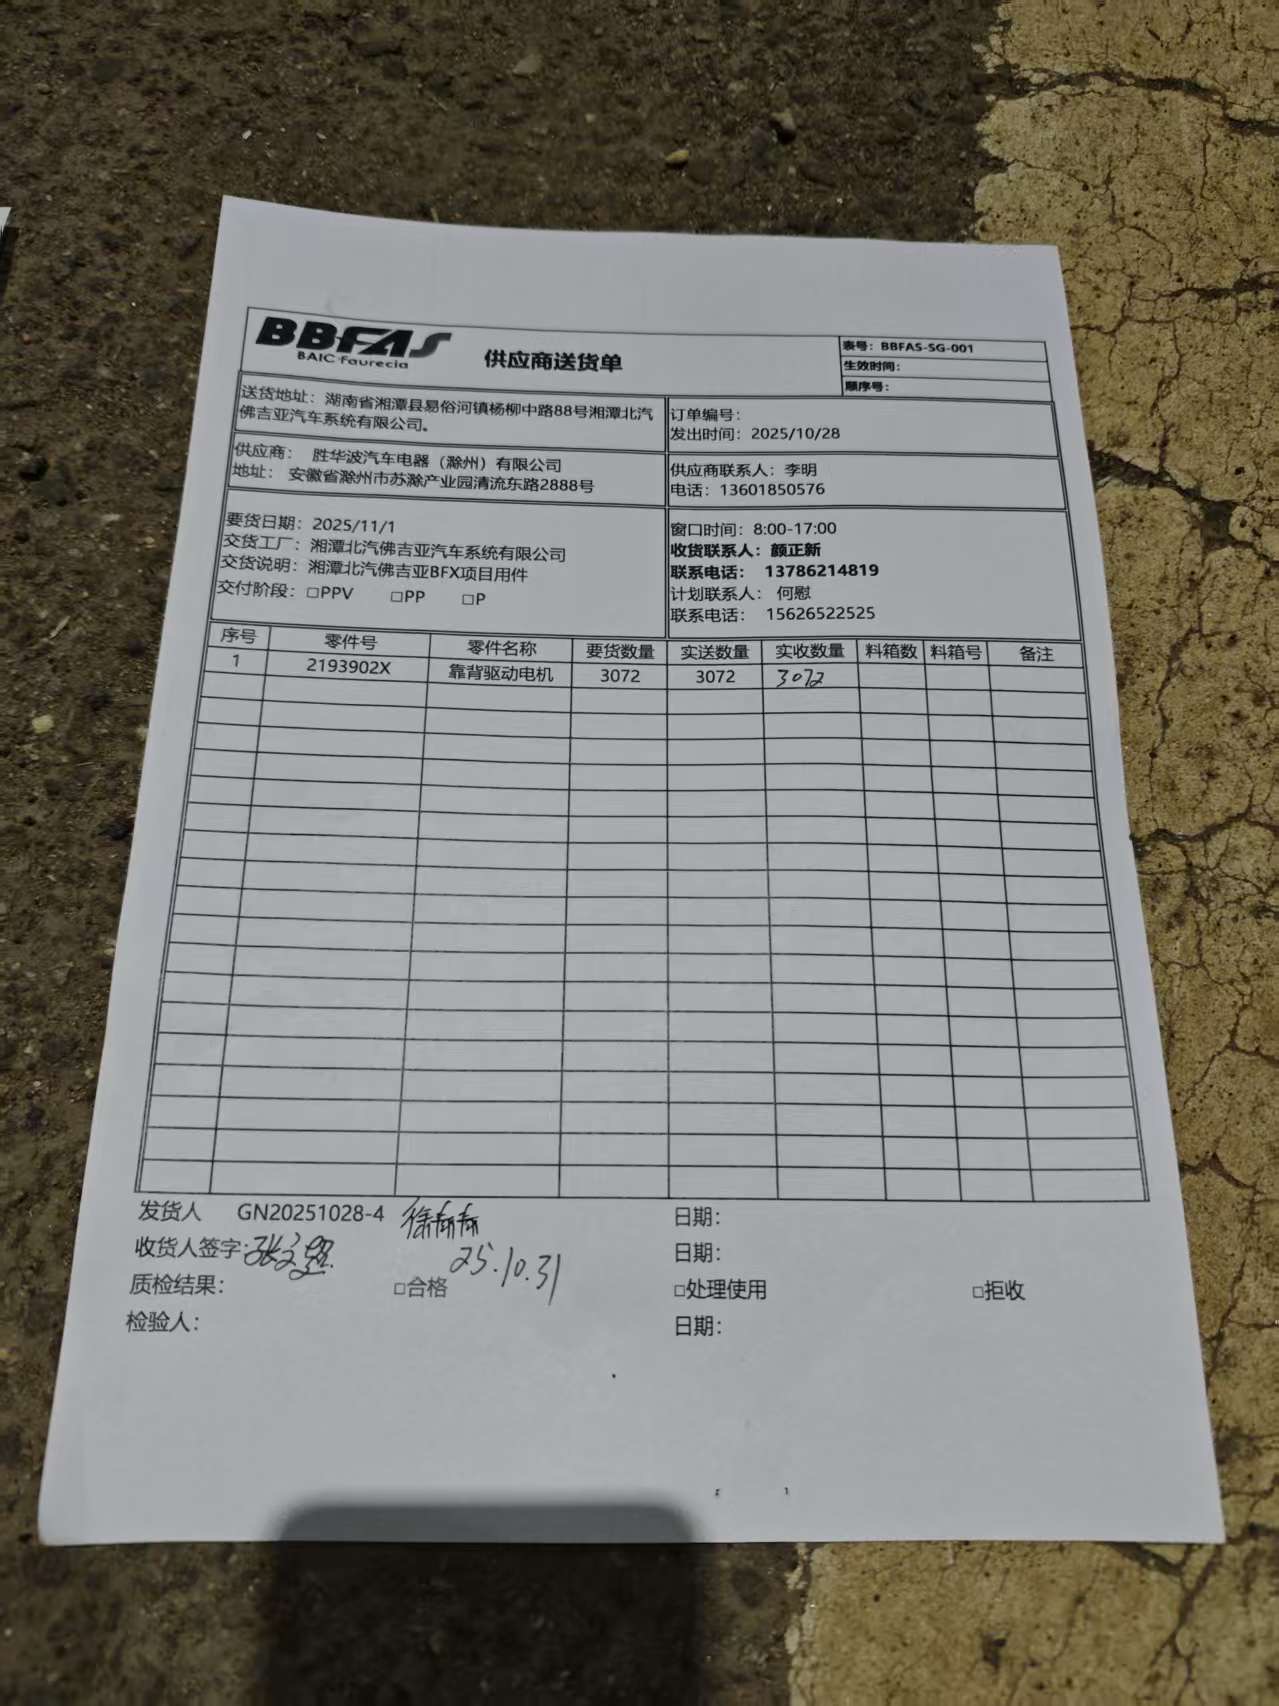 BBFAS
BAIC Faurecia
供应商送货单
表号：BBFAS-SG-001
生效时间：
顺序号：
送货地址：湖南省湘潭县易俗河镇杨柳中路88号湘潭北汽
佛吉亚汽车系统有限公司。
订单编号：
发出时间：2025/10/28
供应商： 胜华波汽车电器（滁州）有限公司
地址： 安徽省滁州市苏滁产业园清流东路2888号
供应商联系人：李明
电话：13601850576
要货日期：2025/11/1
交货工厂：湘潭北汽佛吉亚汽车系统有限公司
交货说明：湘潭北汽佛吉亚BFX项目用件
交付阶段：□PPV □PP □P
窗口时间：8:00-17:00
收货联系人：颜正新
联系电话： 13786214819
计划联系人： 何慰
联系电话： 15626522525
序号 零件号 零件名称 要货数量 实送数量 实收数量 料箱数 料箱号 备注
1 2193902X 靠背驱动电机 3072 3072 3072
发货人 GN20251028-4 日期：
收货人签字： 25.10.31 日期：
质检结果： □合格 □处理使用 □拒收
检验人： 日期：